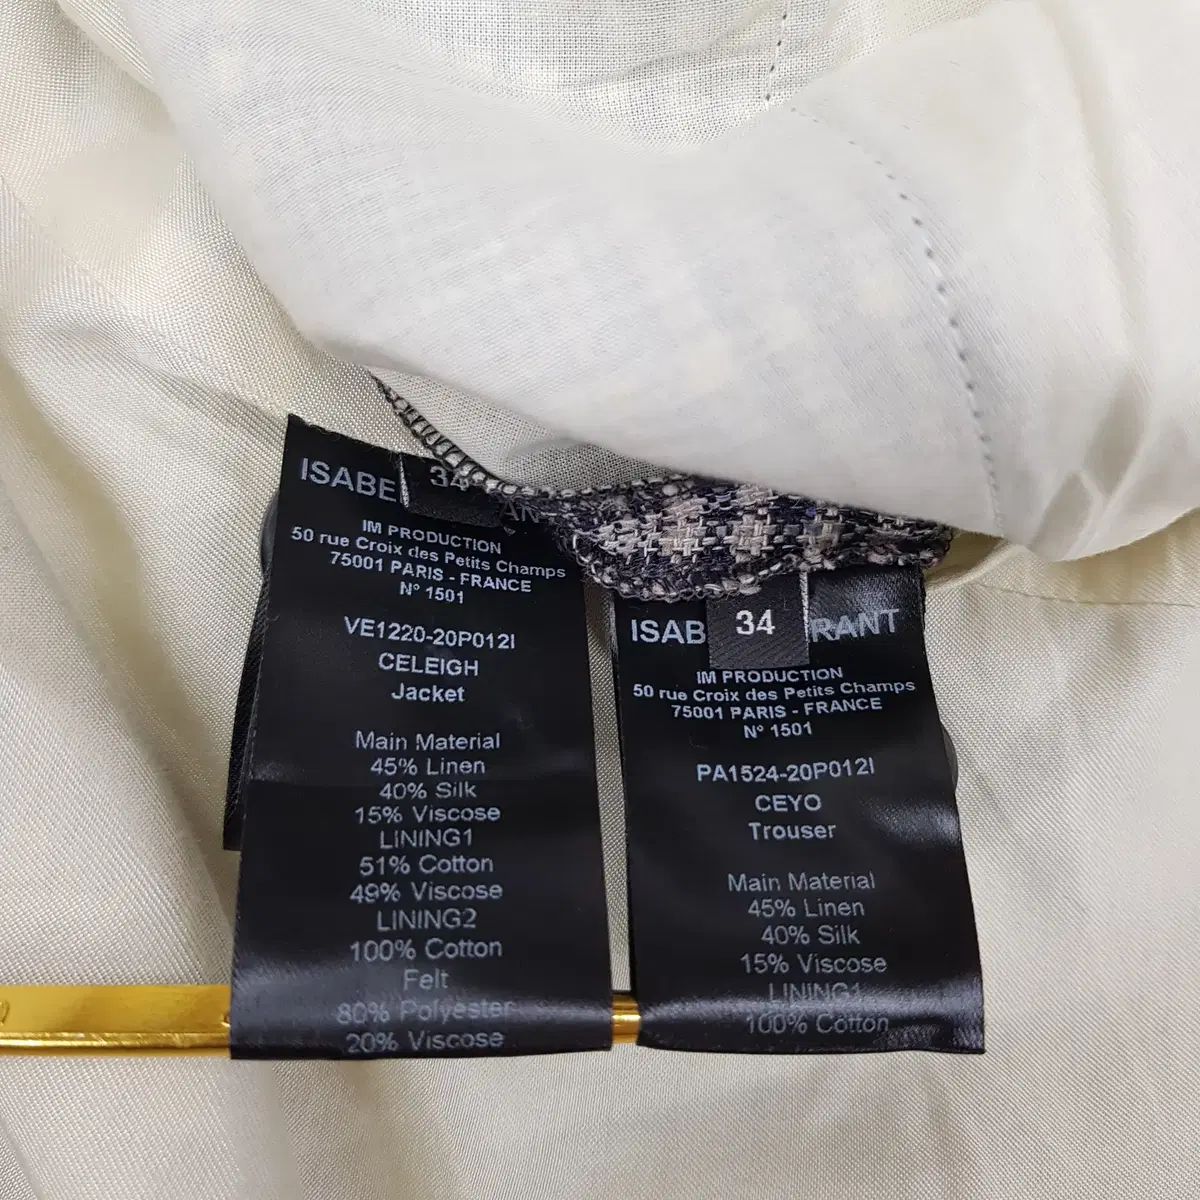 ISABE
34
AN
IM PRODUCTION
50 rue Croix des Petits Champs
75001 PARIS - FRANCE
N° 1501
VE1220-20P012I
CELEIGH
Jacket
Main Material
45% Linen
40% Silk
15% Viscose
LINING1
51% Cotton
49% Viscose
LINING2
100% Cotton
Felt
80% Polyester
20% Viscose
ISAB
34
RANT
IM PRODUCTION
50 rue Croix des Petits Champs
75001 PARIS - FRANCE
N° 1501
PA1524-20P012I
CEYO
Trouser
Main Material
45% Linen
40% Silk
15% Viscose
LINING1
100% Cotton